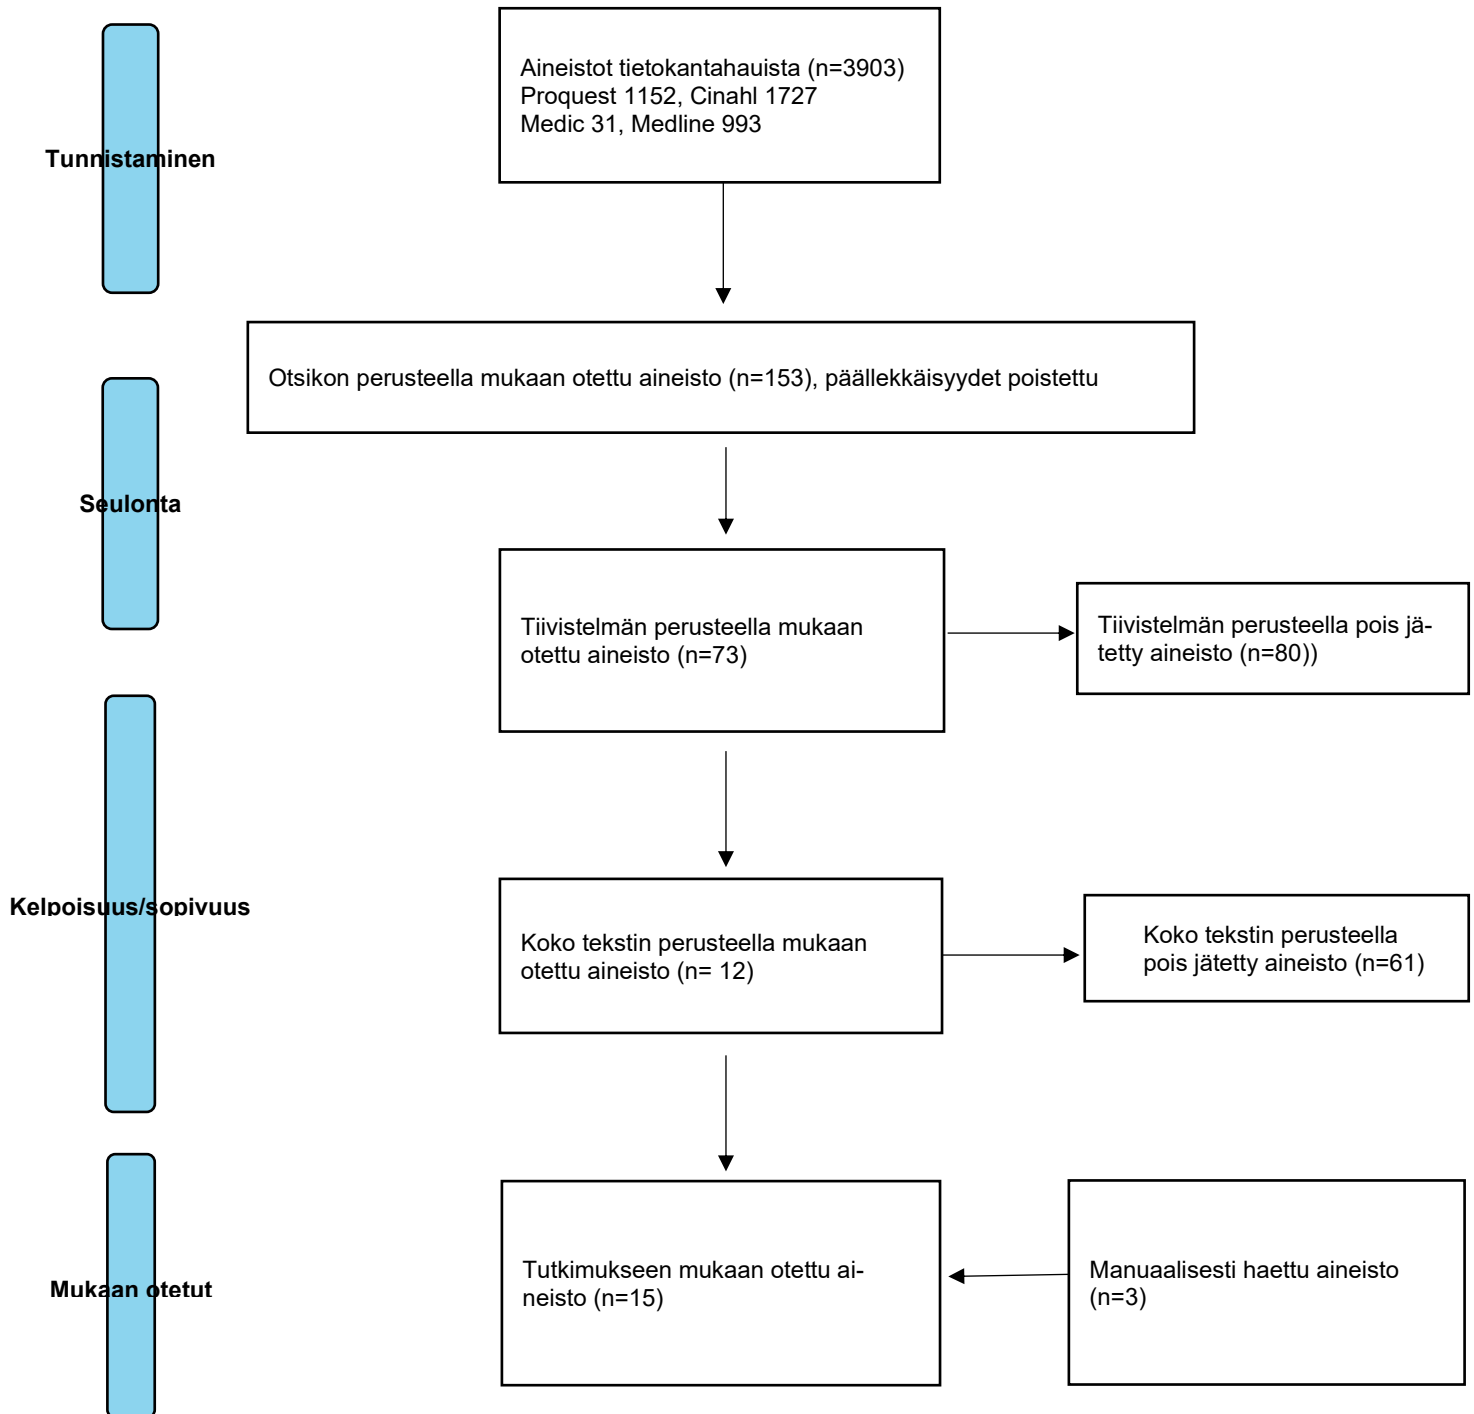 Aineistot tietokantahauista (n=3903)
Proquest 1152, Cinahl 1727
Medic 31, Medline 993
Tunnistaminen
Otsikon perusteella mukaan otettu aineisto (n=153), päällekkäisyydet poistettu
Seulonta
Tiivistelmän perusteella mukaan
otettu aineisto (n=73)
Tiivistelmän perusteella pois jä-
tetty aineisto (n=80))
Kelpoisuus/sopivuus
Koko tekstin perusteella mukaan
otettu aineisto (n= 12)
Koko tekstin perusteella
pois jätetty aineisto (n=61)
Mukaan otetut
Tutkimukseen mukaan otettu ai-
neisto (n=15)
Manuaalisesti haettu aineisto
(n=3)